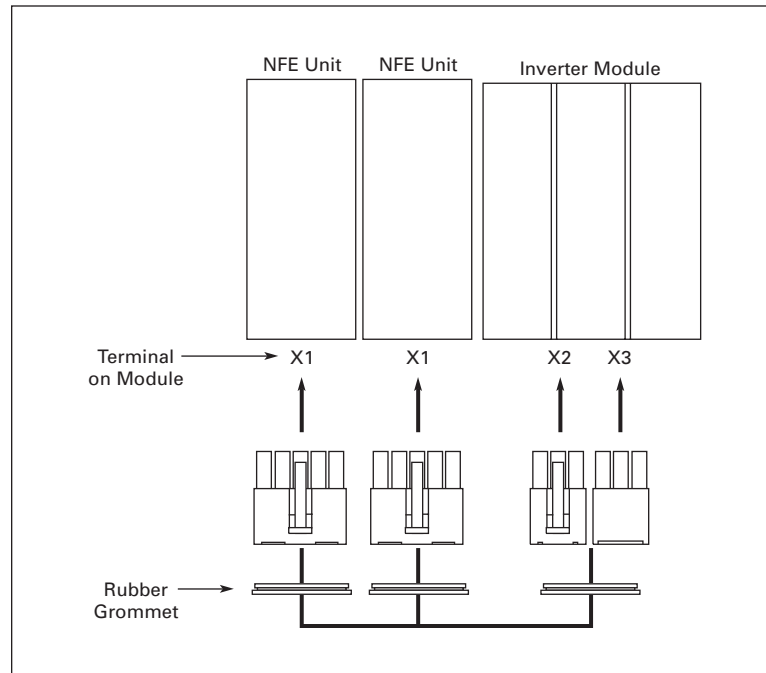 NFE Unit
NFE Unit
Inverter Module
Terminal
on Module
X1
X1
X2
X3
Rubber
Grommet